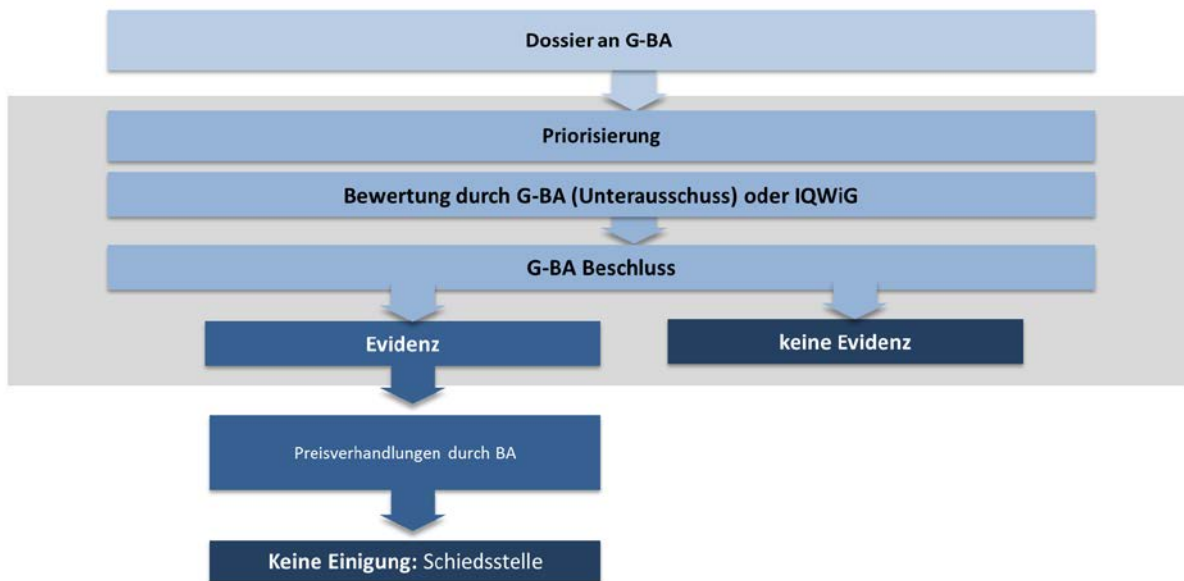 Dossier an G-BA
Priorisierung
Bewertung durch G-BA (Unterausschuss) oder IQWiG
G-BA Beschluss
Evidenz
keine Evidenz
Preisverhandlungen durch BA
Keine Einigung: Schiedsstelle